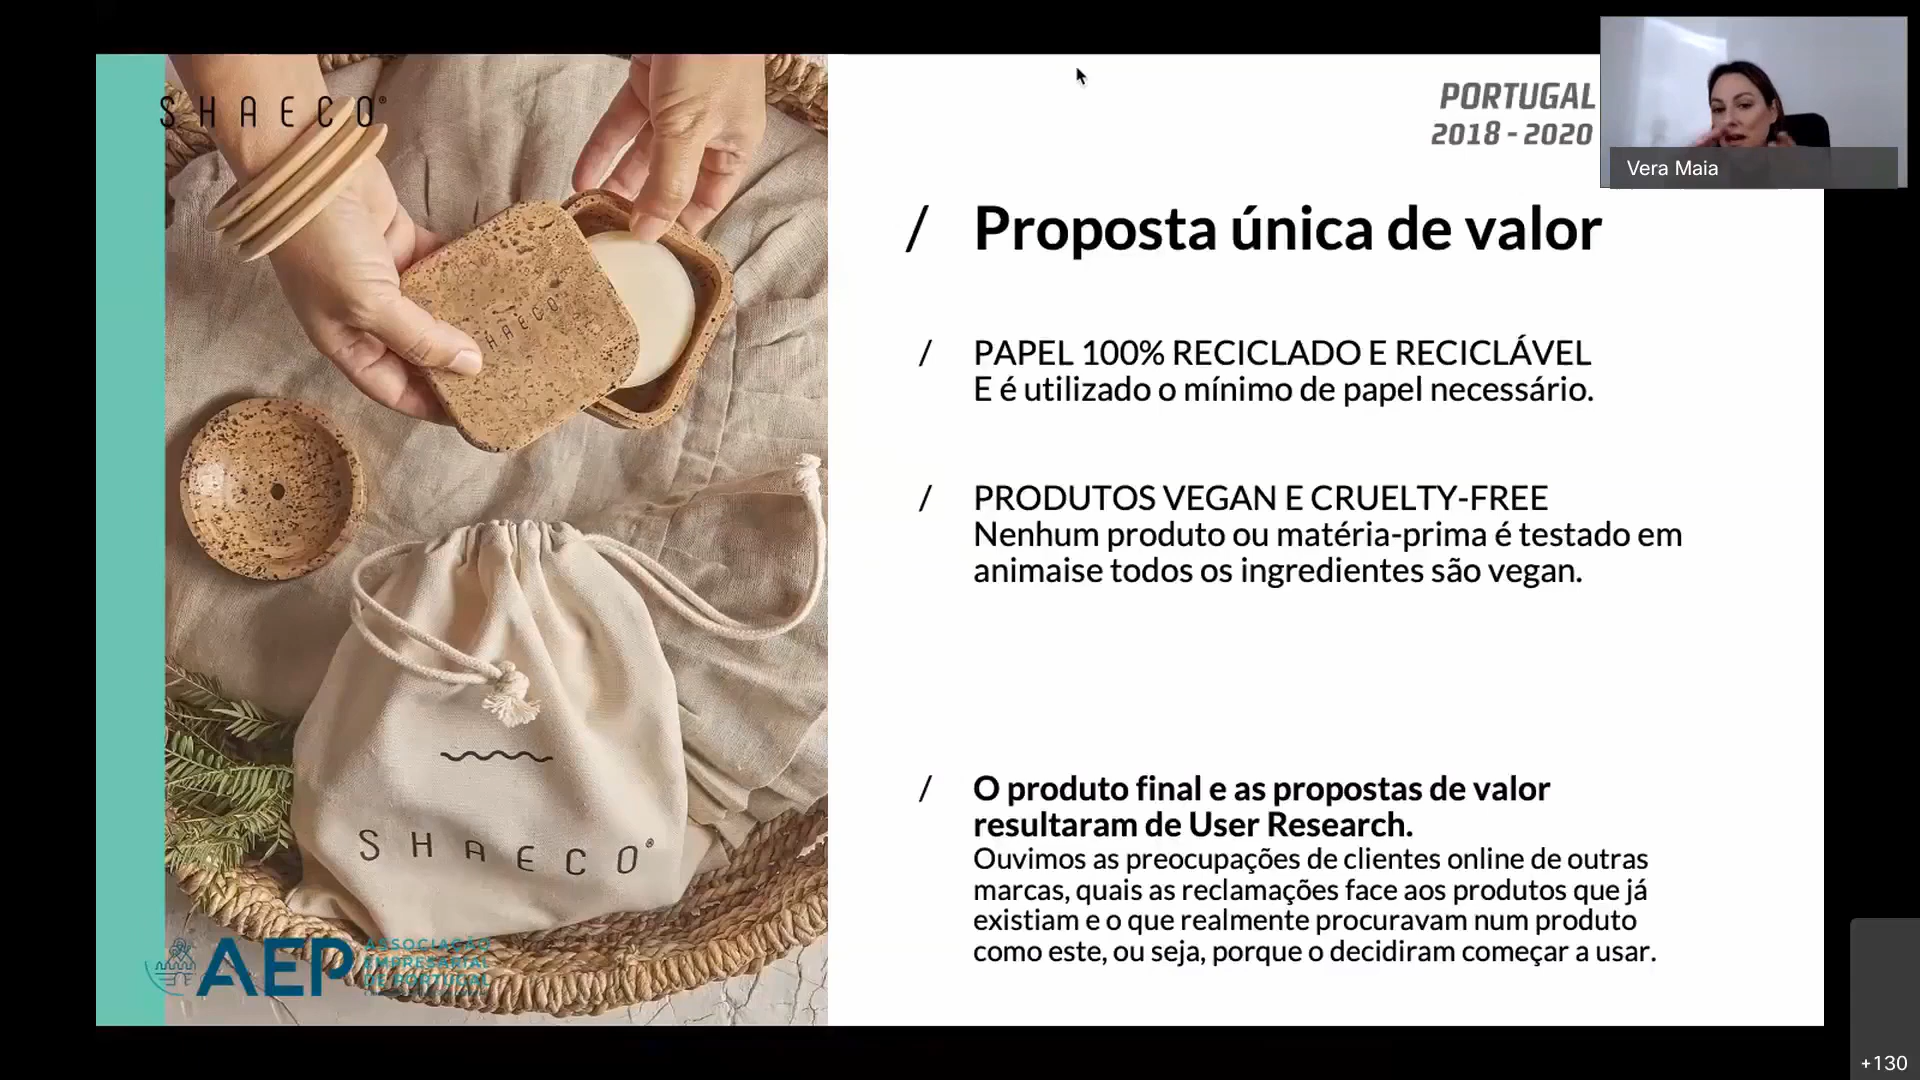 SHAECO®
PORTUGAL
2018 - 2020
Vera Maia
/ Proposta única de valor
/ PAPEL 100% RECICLADO E RECICLÁVEL
E é utilizado o mínimo de papel necessário.
/ PRODUTOS VEGAN E CRUELTY-FREE
Nenhum produto ou matéria-prima é testado em
animaise todos os ingredientes são vegan.
/ O produto final e as propostas de valor
resultaram de User Research.
Ouvimos as preocupações de clientes online de outras
marcas, quais as reclamações face aos produtos que já
existiam e o que realmente procuravam num produto
como este, ou seja, porque o decidiram começar a usar.
SHAECO
SHAECO®
AEP
ASSOCIAÇÃO
EMPRESARIAL
DE PORTUGAL
+130